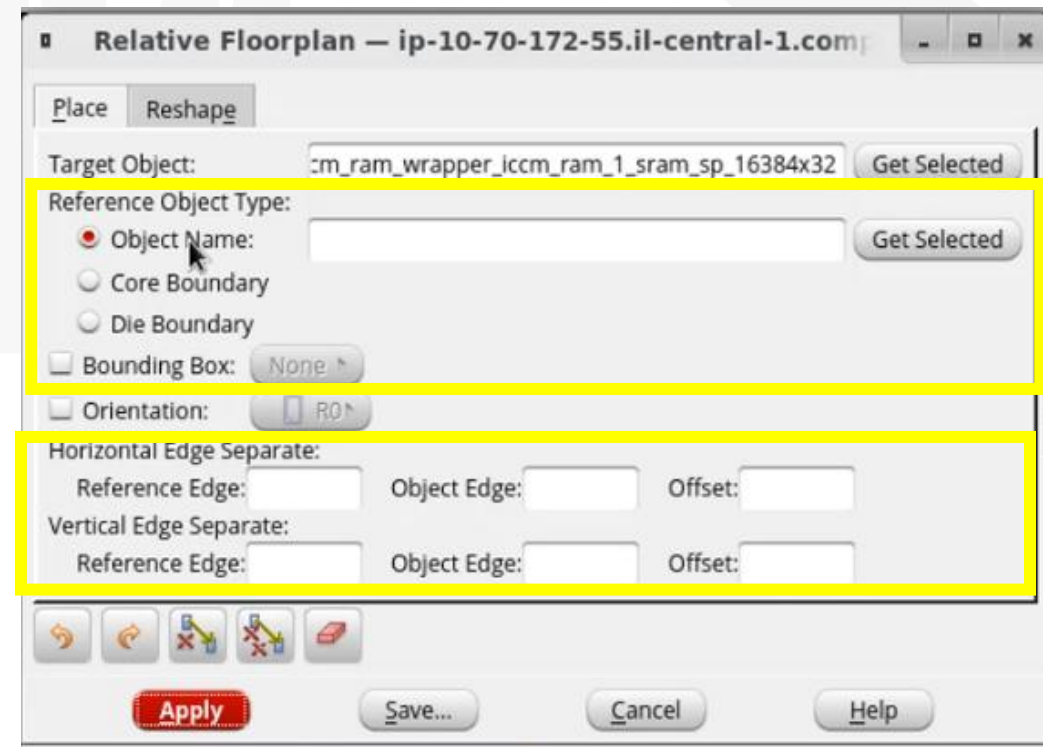 Relative Floorplan — ip-10-70-172-55.il-central-1.com
Place Reshape
Target Object: cm_ram_wrapper_iccm_ram_1_sram_sp_16384x32 Get Selected
Reference Object Type:
Object Name: Get Selected
Core Boundary
Die Boundary
Bounding Box: None
Orientation: R0
Horizontal Edge Separate:
Reference Edge: Object Edge: Offset:
Vertical Edge Separate:
Reference Edge: Object Edge: Offset:
Apply Save... Cancel Help